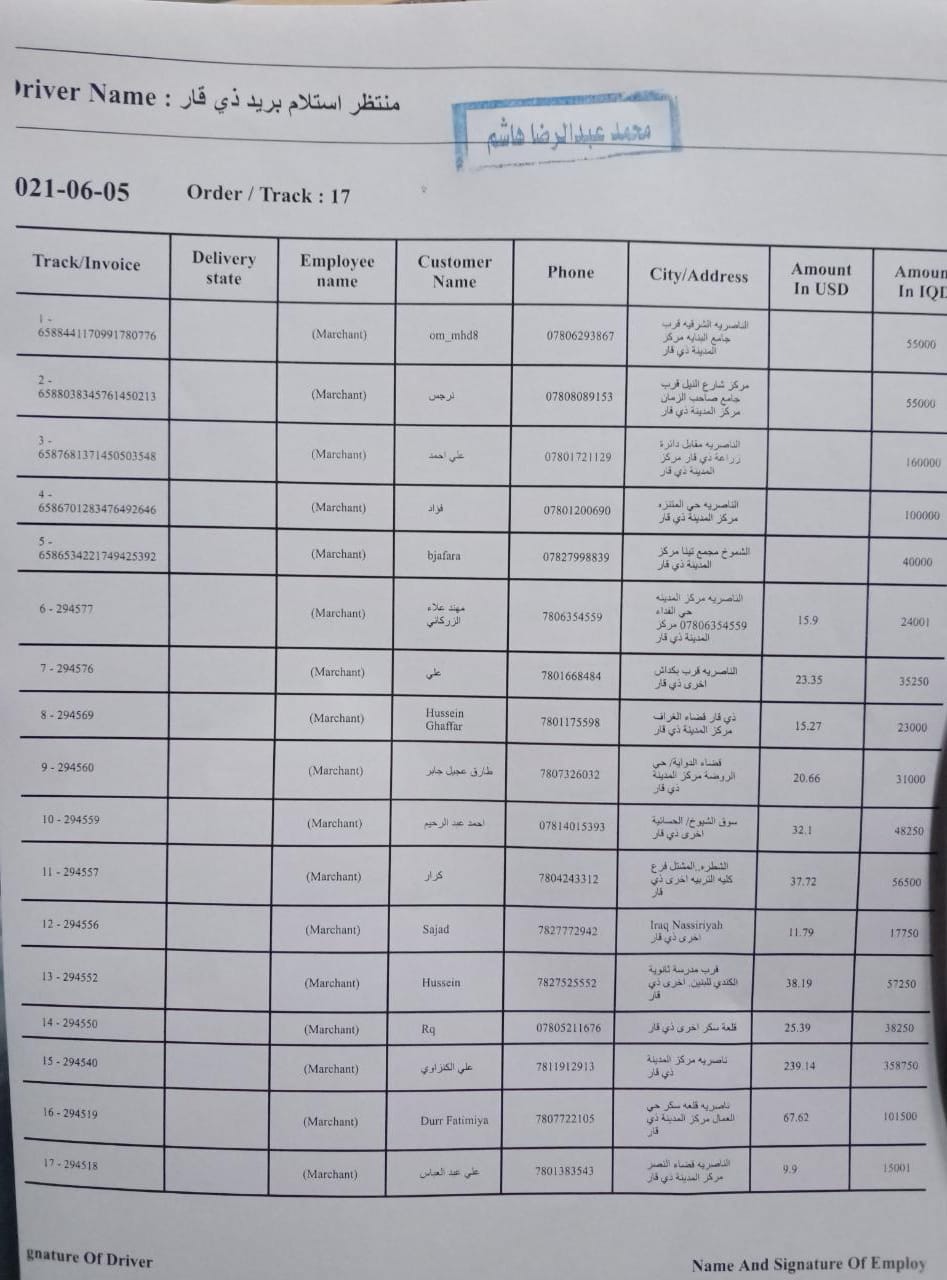 Driver Name : منتظر استلام بريد ذي قار
محمد عبدالرضا هاشم
021-06-05 Order / Track : 17
Track/Invoice Delivery state Employee name Customer Name Phone City/Address Amount In USD Amoun In IQD
1 - 6588441170991780776 (Marchant) om_mhd8 07806293867 الناصريه الشرقيه قرب جامع البنايه مركز المدينة ذي قار 55000
2 - 6588038345761450213 (Marchant) نرجس 07808089153 مركز شارع النيل قرب جامع صاحب الزمان مركز المدينة ذي قار 55000
3 - 6587681371450503548 (Marchant) علي احمد 07801721129 الناصريه مقابل دائرة زراعة ذي قار مركز المدينة ذي قار 160000
4 - 6586701283476492646 (Marchant) فؤاد 07801200690 الناصريه حي المتنزه مركز المدينة ذي قار 100000
5 - 6586534221749425392 (Marchant) bjafara 07827998839 الشموخ مجمع تينا مركز المدينة ذي قار 40000
6 - 294577 (Marchant) مهند علاء الزركاني 7806354559 الناصريه مركز المدينه حي الفداء 07806354559 مركز المدينة ذي قار 15.9 24001
7 - 294576 (Marchant) علي 7801668484 الناصريه قرب بكداش اخرى ذي قار 23.35 35250
8 - 294569 (Marchant) Hussein Ghaffar 7801175598 ذي قار قضاء الغراف مركز المدينة ذي قار 15.27 23000
9 - 294560 (Marchant) طارق عجيل جابر 7807326032 قضاء الدواية/ حي الروضة مركز المدينة ذي قار 20.66 31000
10 - 294559 (Marchant) احمد عبد الرحيم 07814015393 سوق الشيوخ/ الحسانية اخرى ذي قار 32.1 48250
11 - 294557 (Marchant) كرار 7804243312 الشطره..المشتل فرع كليه التربيه اخرى ذي قار 37.72 56500
12 - 294556 (Marchant) Sajad 7827772942 Iraq Nassiriyah اخرى ذي قار 11.79 17750
13 - 294552 (Marchant) Hussein 7827525552 قرب مدرسة ثانوية الكندي للبنين. اخرى ذي قار 38.19 57250
14 - 294550 (Marchant) Rq 07805211676 قلعة سكر اخرى ذي قار 25.39 38250
15 - 294540 (Marchant) علي الكنزاوي 7811912913 ناصريه مركز المدينة ذي قار 239.14 358750
16 - 294519 (Marchant) Durr Fatimiya 7807722105 ناصريه قلعه سكر حي العمال مركز المدينة ذي قار 67.62 101500
17 - 294518 (Marchant) علي عبد العباس 7801383543 الناصريه قضاء النصر مركز المدينة ذي قار 9.9 15001
gnature Of Driver Name And Signature Of Employ